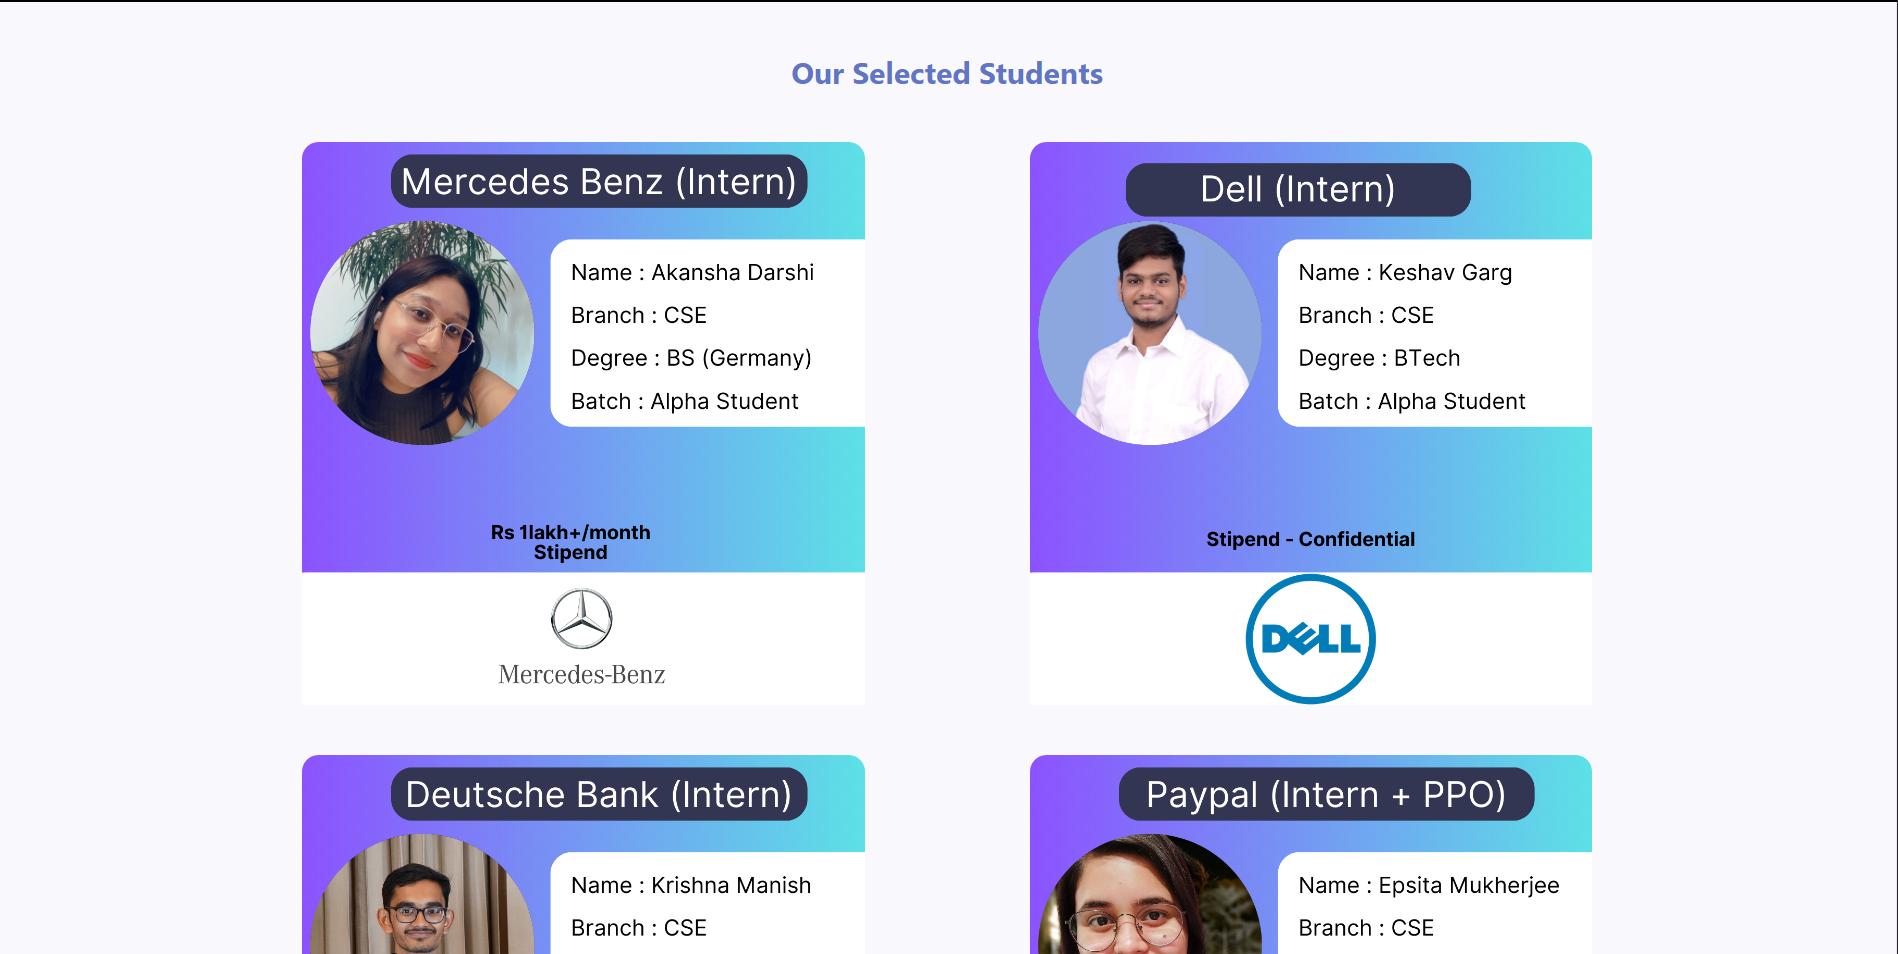 Our Selected Students
Mercedes Benz (Intern)
Name : Akansha Darshi
Branch : CSE
Degree : BS (Germany)
Batch : Alpha Student
Rs 1lakh+/month
Stipend
Mercedes-Benz
Dell (Intern)
Name : Keshav Garg
Branch : CSE
Degree : BTech
Batch : Alpha Student
Stipend - Confidential
DELL
Deutsche Bank (Intern)
Name : Krishna Manish
Branch : CSE
Paypal (Intern + PPO)
Name : Epsita Mukherjee
Branch : CSE